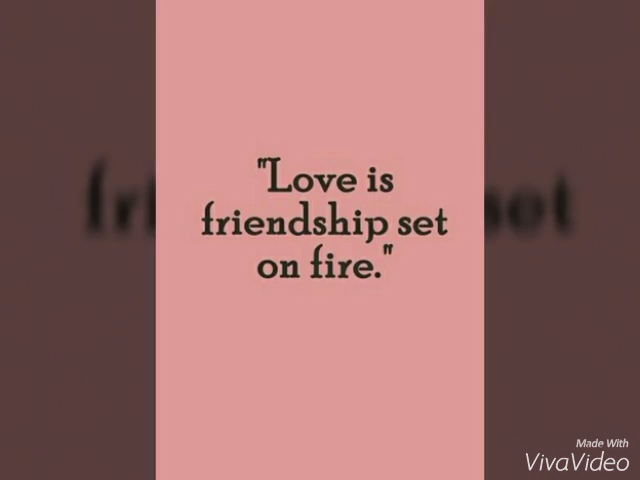 "Love is
friendship set
on fire."
Made With
VivaVideo